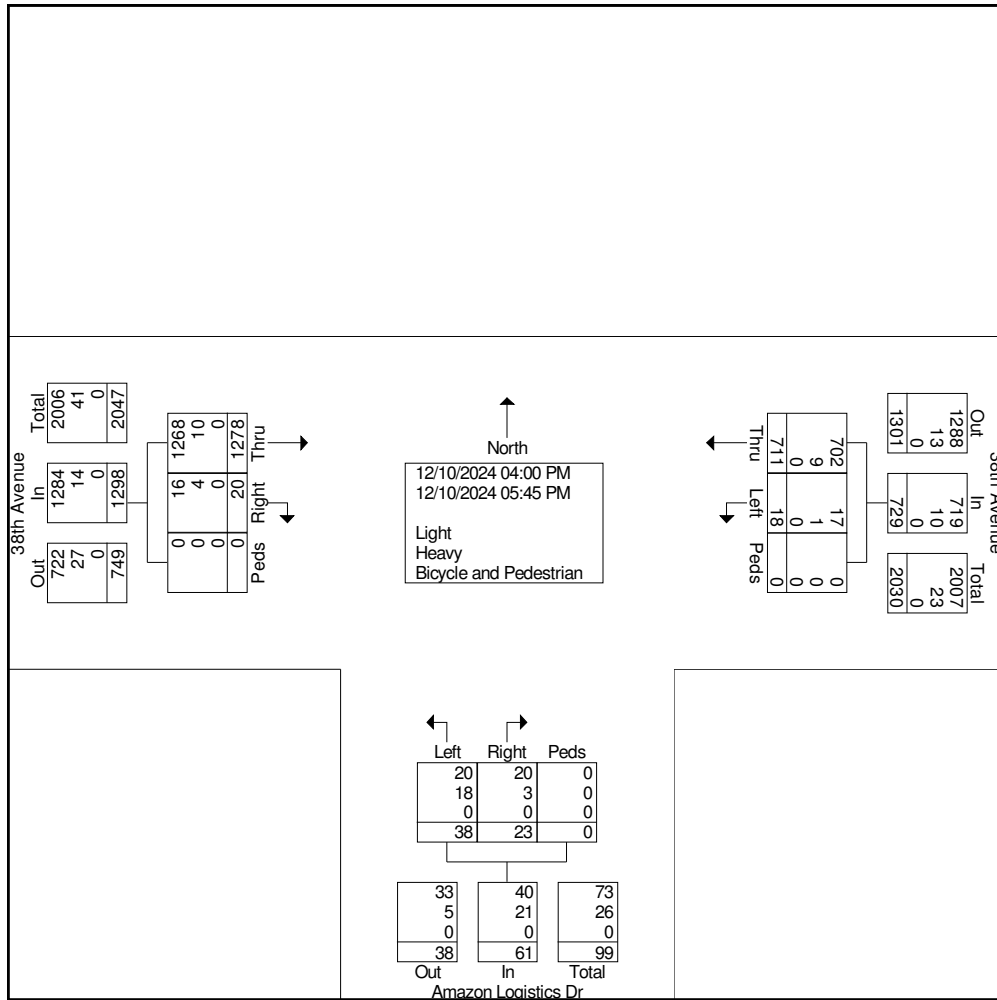 38th Avenue
Total In Out
2006 1284 722
41 14 27
0 0 0
2047 1298 749
Thru Right Peds
1268 16 0
10 4 0
0 0 0
1278 20 0
North
12/10/2024 04:00 PM
12/10/2024 05:45 PM
Light
Heavy
Bicycle and Pedestrian
38th Avenue
Out In Total
1288 719 2007
13 10 23
0 0 0
1301 729 2030
Thru Left Peds
702 17 0
9 1 0
0 0 0
711 18 0
Left Right Peds
20 20 0
18 3 0
0 0 0
38 23 0
33 40 73
5 21 26
0 0 0
38 61 99
Out In Total
Amazon Logistics Dr